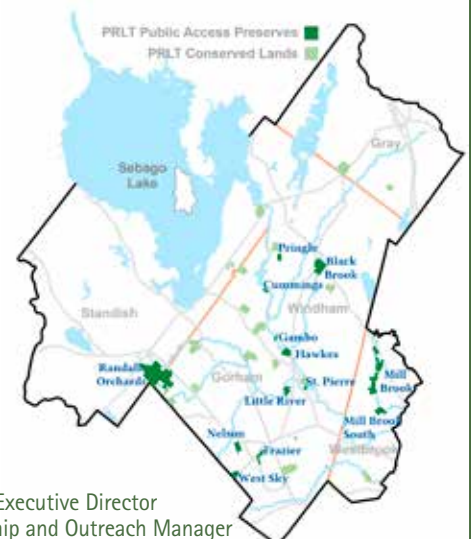 PRLT Public Access Preserves
PRLT Conserved Lands
Gray
Sebago
Lake
Pringle
Black
Brook
Cummings
Windham
Standish
Gambo
Hawkes
Randall
Orchards
Gorham
St. Pierre
Mill
Brook
Little River
Mill Brook
South
Nelson
Frazier
Westbrook
West Sky
Executive Director
hip and Outreach Manager